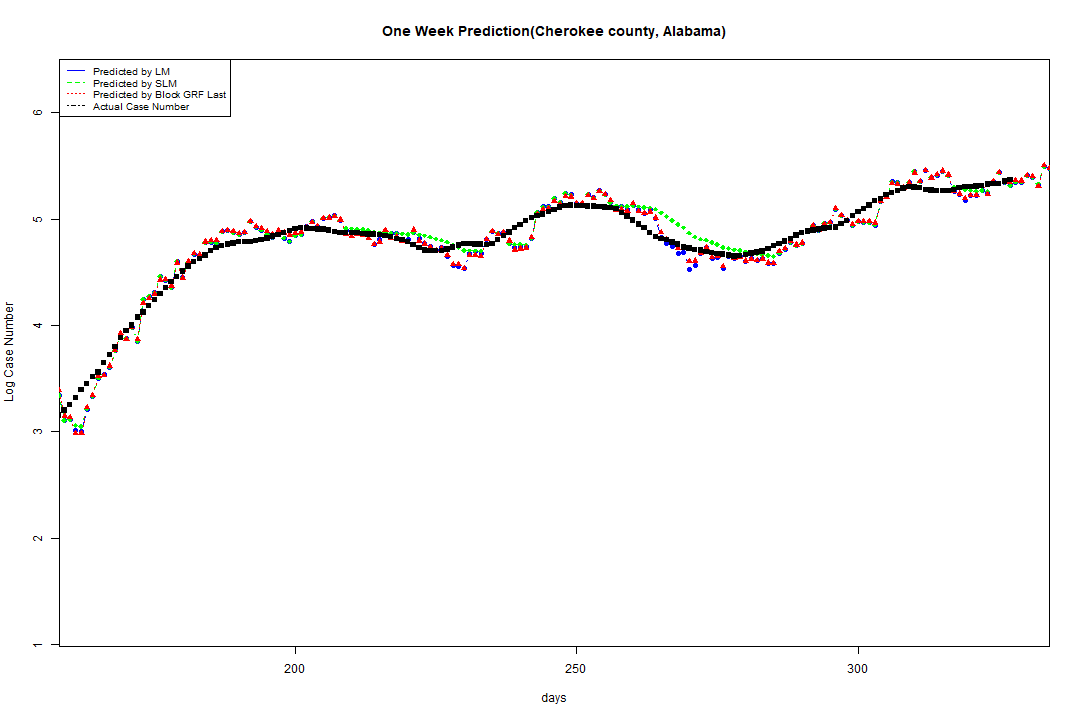 One Week Prediction(Cherokee county, Alabama)
Predicted by LM
Predicted by SLM
Predicted by Block GRF Last
Actual Case Number
6
5
4
3
2
1
Log Case Number
200 250 300
days